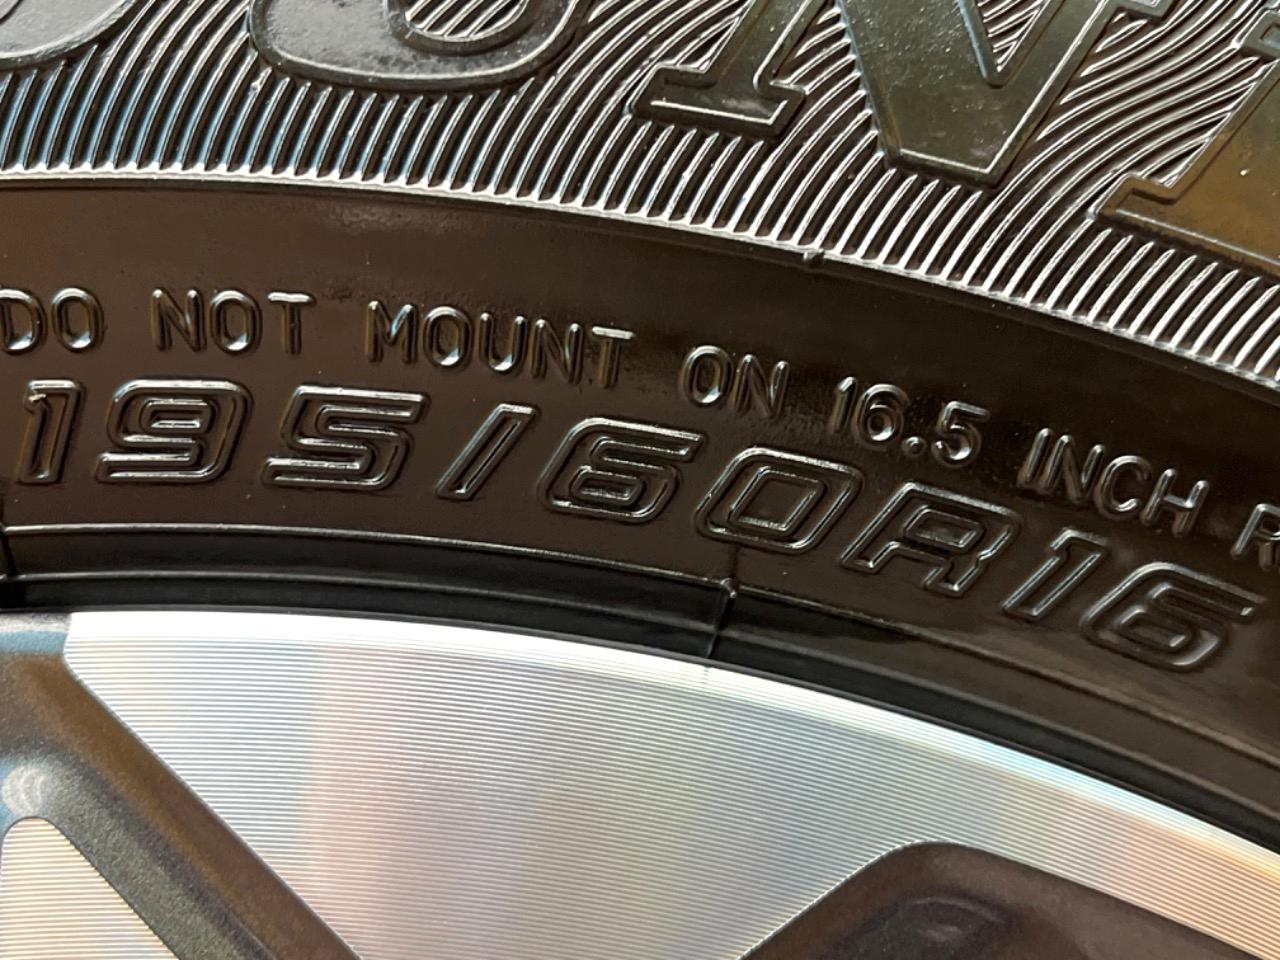 DO NOT MOUNT ON 16.5 INCH
195/60R16